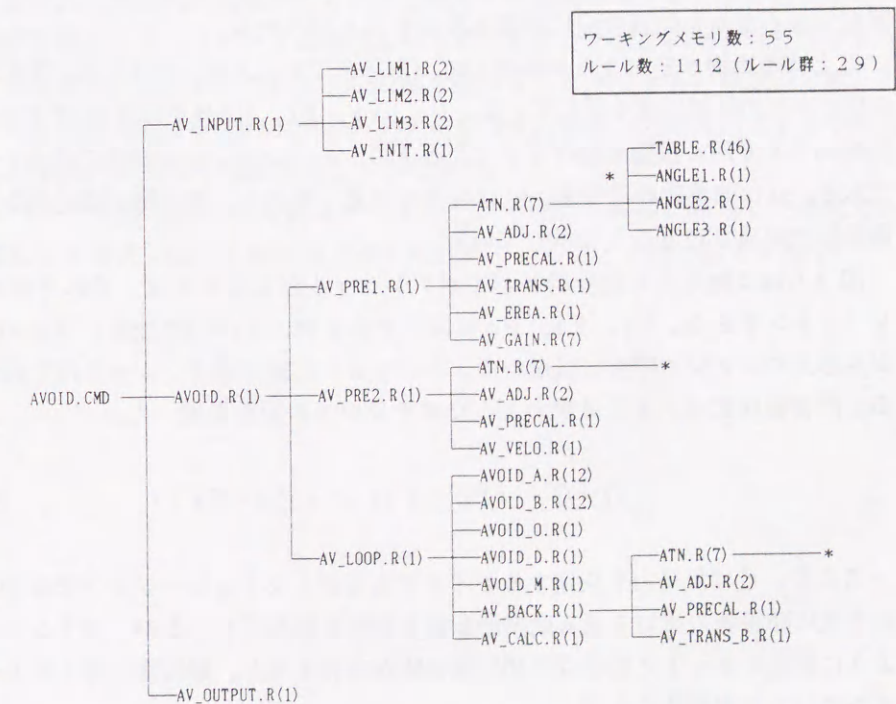 ワーキングメモリ数：５５
ルール数：１１２（ルール群：２９）
AV_LIM1.R(2)
AV_LIM2.R(2)
AV_INPUT.R(1)
AV_LIM3.R(2)
AV_INIT.R(1)
TABLE.R(46)
*
ANGLE1.R(1)
ATN.R(7)
ANGLE2.R(1)
AV_ADJ.R(2)
ANGLE3.R(1)
AV_PRECAL.R(1)
AV_PRE1.R(1)
AV_TRANS.R(1)
AV_EREA.R(1)
AV_GAIN.R(7)
ATN.R(7)
*
AVOID.CMD
AVOID.R(1)
AV_PRE2.R(1)
AV_ADJ.R(2)
AV_PRECAL.R(1)
AV_VELO.R(1)
AVOID_A.R(12)
AVOID_B.R(12)
AVOID_O.R(1)
AV_LOOP.R(1)
AVOID_D.R(1)
ATN.R(7)
*
AVOID_M.R(1)
AV_ADJ.R(2)
AV_BACK.R(1)
AV_PRECAL.R(1)
AV_CALC.R(1)
AV_TRANS_B.R(1)
AV_OUTPUT.R(1)